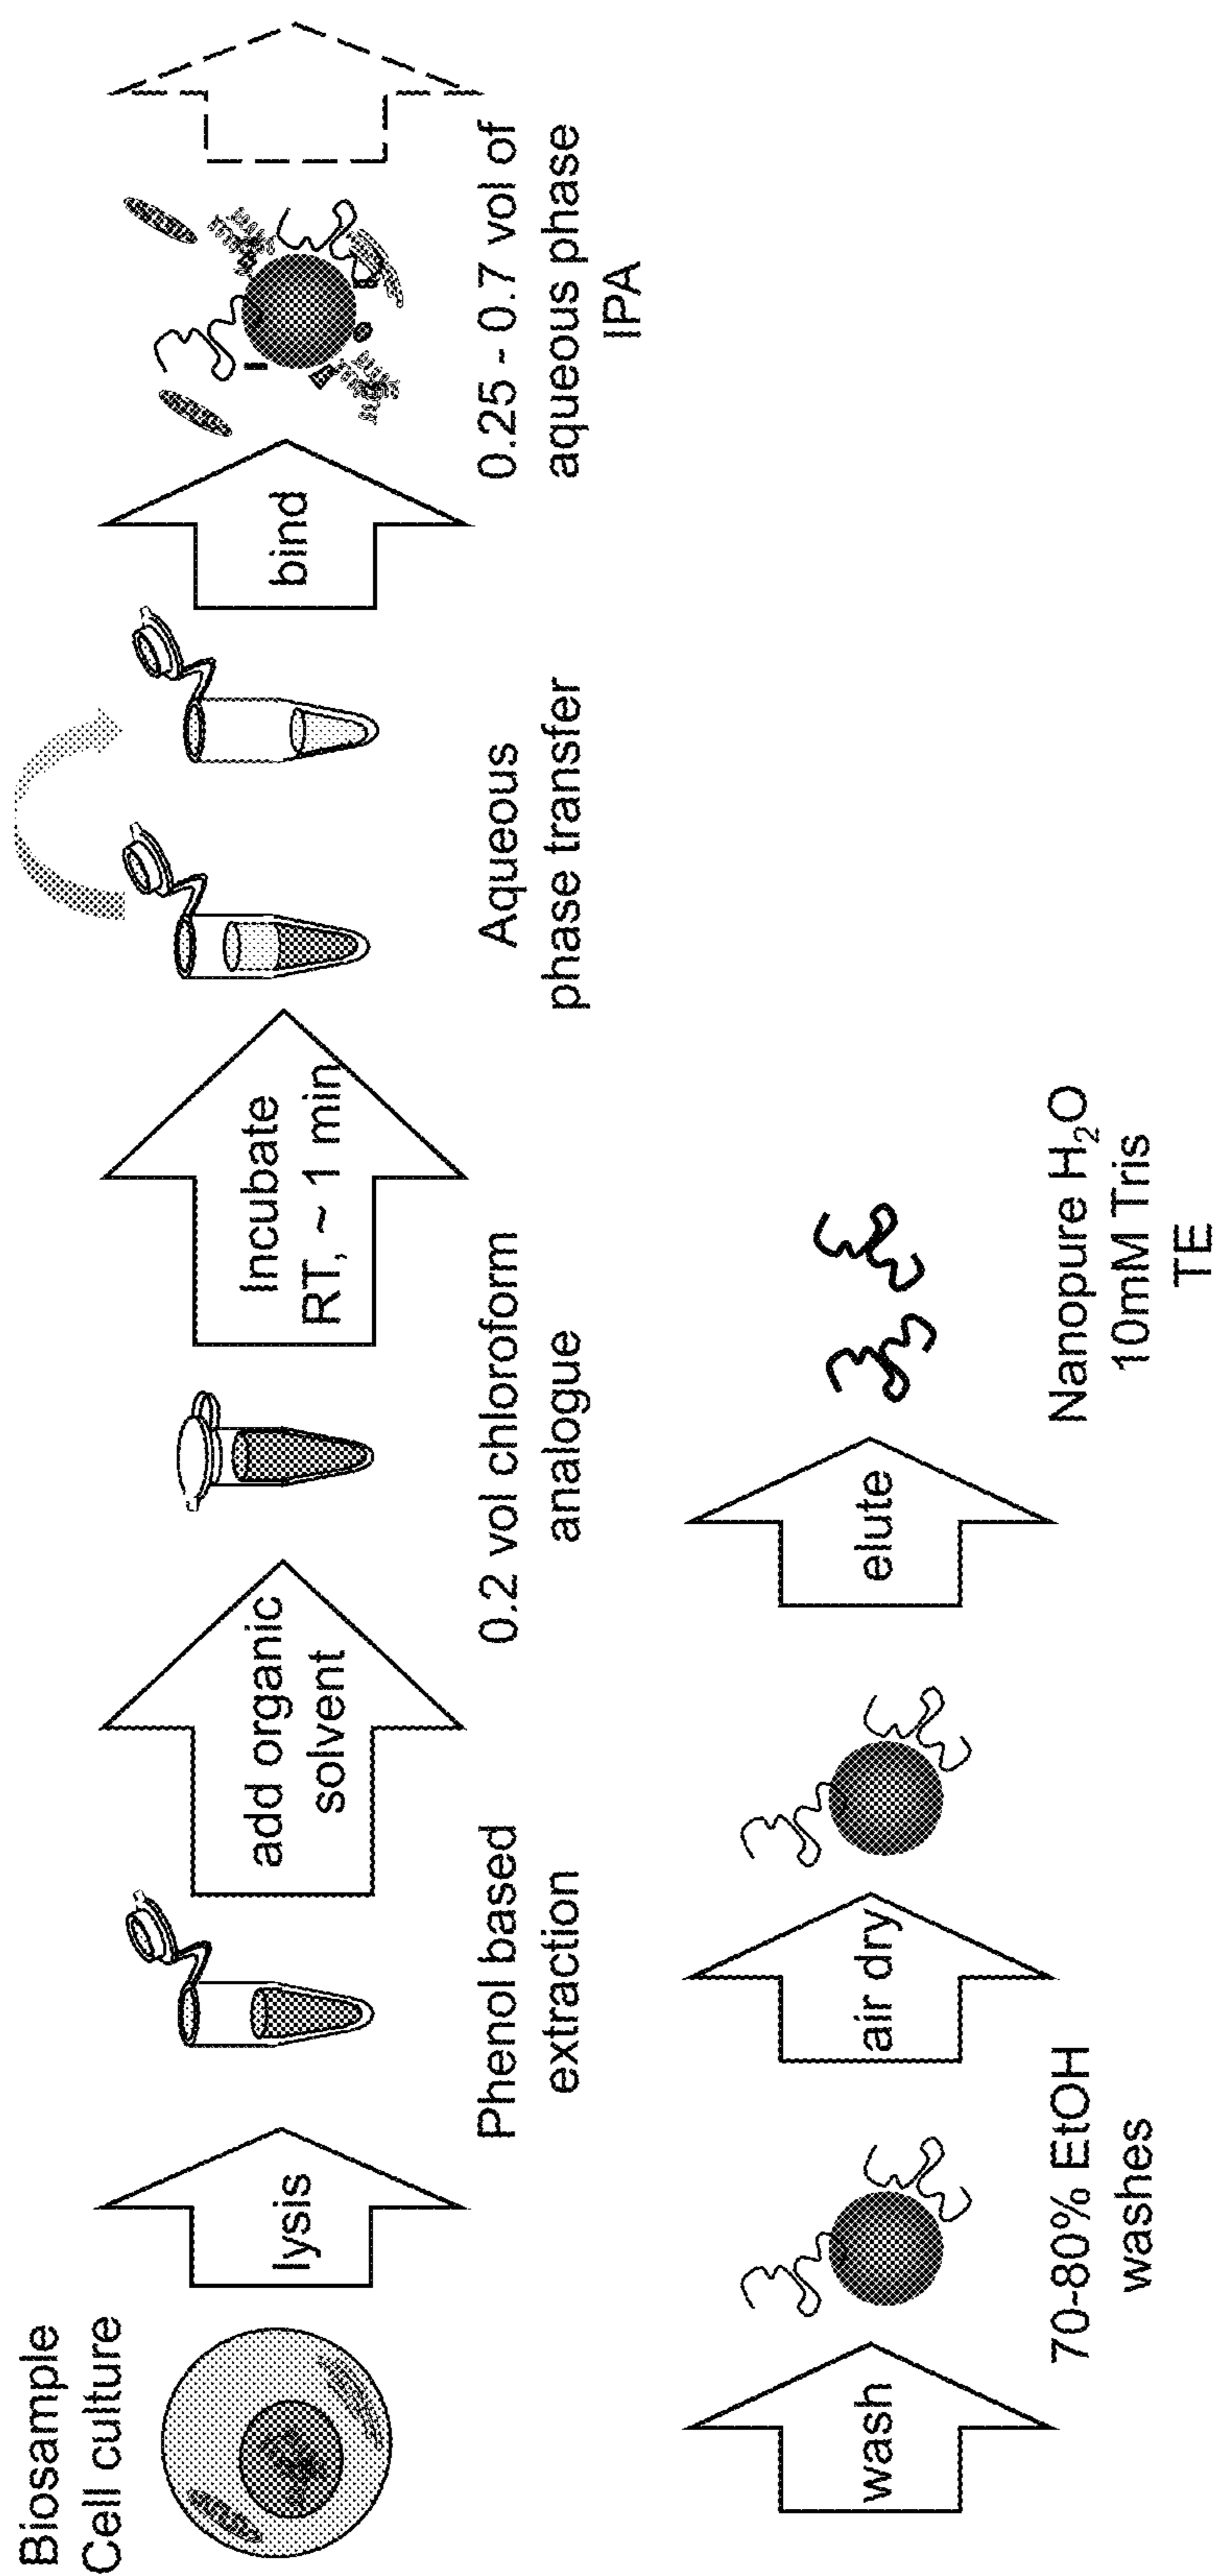 Biosample
Cell culture
lysis
Phenol based
extraction
add organic
solvent
0.2 vol chloroform
analogue
Incubate
RT, ~ 1 min
Aqueous
phase transfer
bind
0.25 - 0.7 vol of
aqueous phase
IPA
wash
70-80% EtOH
washes
air dry
elute
Nanopure H₂O
10mM Tris
TE